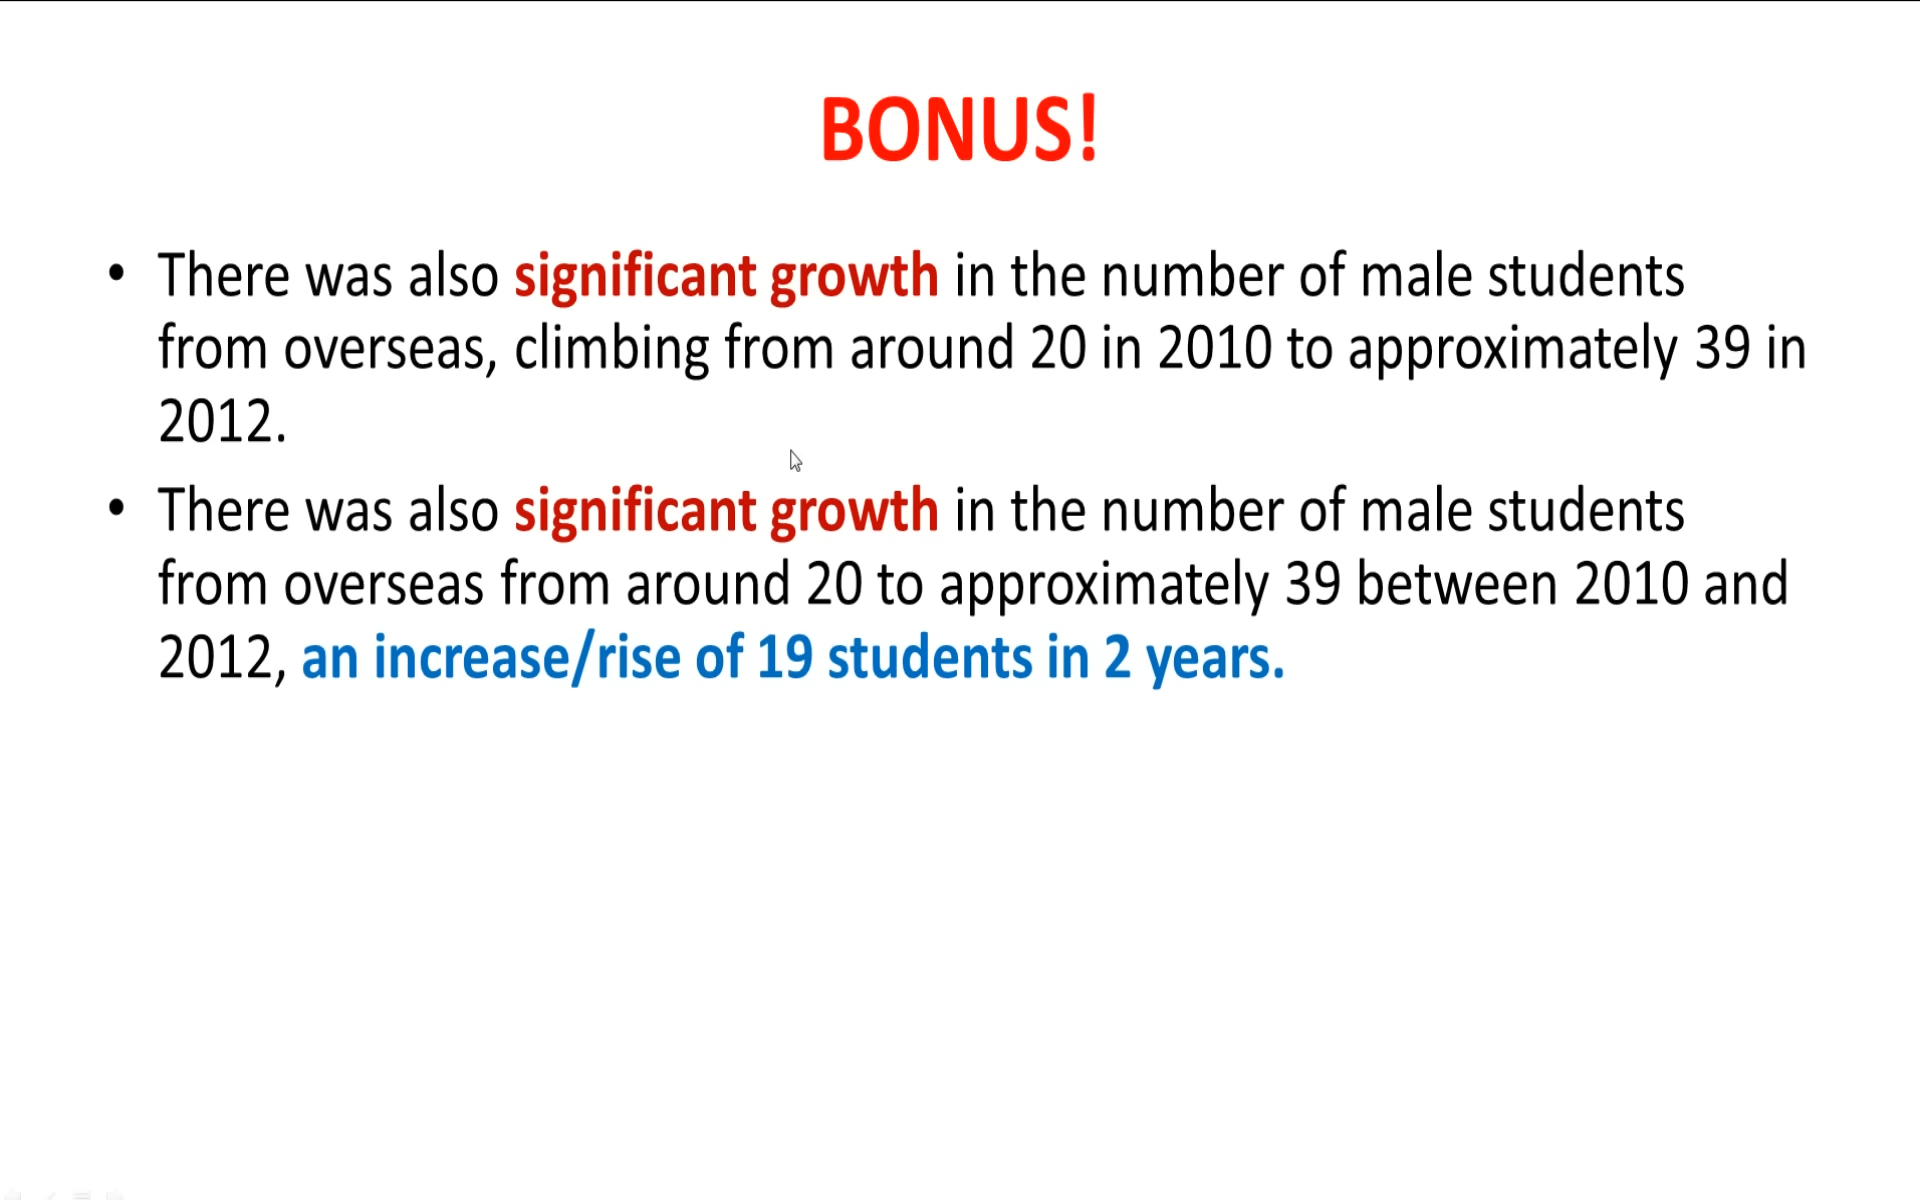 BONUS!
• There was also significant growth in the number of male students
from overseas, climbing from around 20 in 2010 to approximately 39 in
2012.
• There was also significant growth in the number of male students
from overseas from around 20 to approximately 39 between 2010 and
2012, an increase/rise of 19 students in 2 years.